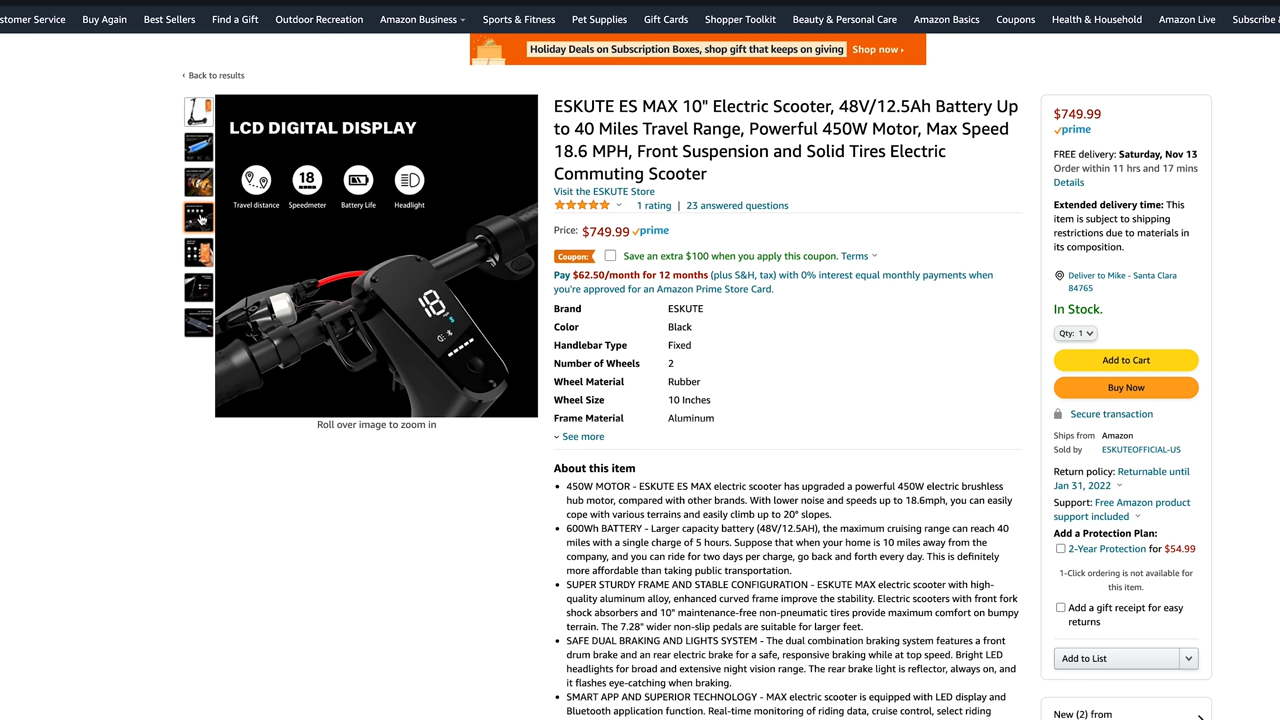 stomer Service Buy Again Best Sellers Find a Gift Outdoor Recreation Amazon Business Sports & Fitness Pet Supplies Gift Cards Shopper Toolkit Beauty & Personal Care Amazon Basics Coupons Health & Household Amazon Live Subscribe &
Holiday Deals on Subscription Boxes, shop gift that keeps on giving Shop now ›
‹ Back to results
LCD DIGITAL DISPLAY
18
Travel distance Speedmeter Battery Life Headlight
18
Roll over image to zoom in
ESKUTE ES MAX 10" Electric Scooter, 48V/12.5Ah Battery Up
to 40 Miles Travel Range, Powerful 450W Motor, Max Speed
18.6 MPH, Front Suspension and Solid Tires Electric
Commuting Scooter
Visit the ESKUTE Store
1 rating | 23 answered questions
Price: $749.99 prime
Coupon: Save an extra $100 when you apply this coupon. Terms
Pay $62.50/month for 12 months (plus S&H, tax) with 0% interest equal monthly payments when
you're approved for an Amazon Prime Store Card.
Brand ESKUTE
Color Black
Handlebar Type Fixed
Number of Wheels 2
Wheel Material Rubber
Wheel Size 10 Inches
Frame Material Aluminum
See more
About this item
• 450W MOTOR - ESKUTE ES MAX electric scooter has upgraded a powerful 450W electric brushless
hub motor, compared with other brands. With lower noise and speeds up to 18.6mph, you can easily
cope with various terrains and easily climb up to 20° slopes.
• 600Wh BATTERY - Larger capacity battery (48V/12.5AH), the maximum cruising range can reach 40
miles with a single charge of 5 hours. Suppose that when your home is 10 miles away from the
company, and you can ride for two days per charge, go back and forth every day. This is definitely
more affordable than taking public transportation.
• SUPER STURDY FRAME AND STABLE CONFIGURATION - ESKUTE MAX electric scooter with high-
quality aluminum alloy, enhanced curved frame improve the stability. Electric scooters with front fork
shock absorbers and 10" maintenance-free non-pneumatic tires provide maximum comfort on bumpy
terrain. The 7.28" wider non-slip pedals are suitable for larger feet.
• SAFE DUAL BRAKING AND LIGHTS SYSTEM - The dual combination braking system features a front
drum brake and an rear electric brake for a safe, responsive braking while at top speed. Bright LED
headlights for broad and extensive night vision range. The rear brake light is reflector, always on, and
it flashes eye-catching when braking.
• SMART APP AND SUPERIOR TECHNOLOGY - MAX electric scooter is equipped with LED display and
Bluetooth application function. Real-time monitoring of riding data, cruise control, select riding
$749.99
prime
FREE delivery: Saturday, Nov 13
Order within 11 hrs and 17 mins
Details
Extended delivery time: This
item is subject to shipping
restrictions due to materials in
its composition.
Deliver to Mike - Santa Clara
84765
In Stock.
Qty: 1
Add to Cart
Buy Now
Secure transaction
Ships from Amazon
Sold by ESKUTEOFFICIAL-US
Return policy: Returnable until
Jan 31, 2022
Support: Free Amazon product
support included
Add a Protection Plan:
2-Year Protection for $54.99
1-Click ordering is not available for
this item.
Add a gift receipt for easy
returns
Add to List
New (2) from